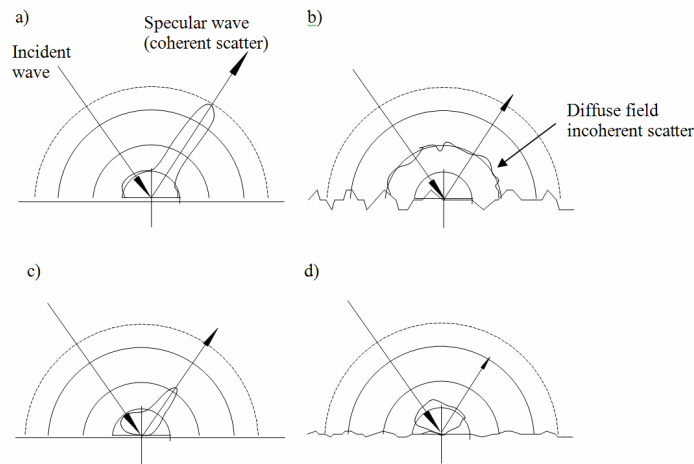 a)
Specular wave
(coherent scatter)
Incident
wave
b)
Diffuse field
incoherent scatter
c)
d)